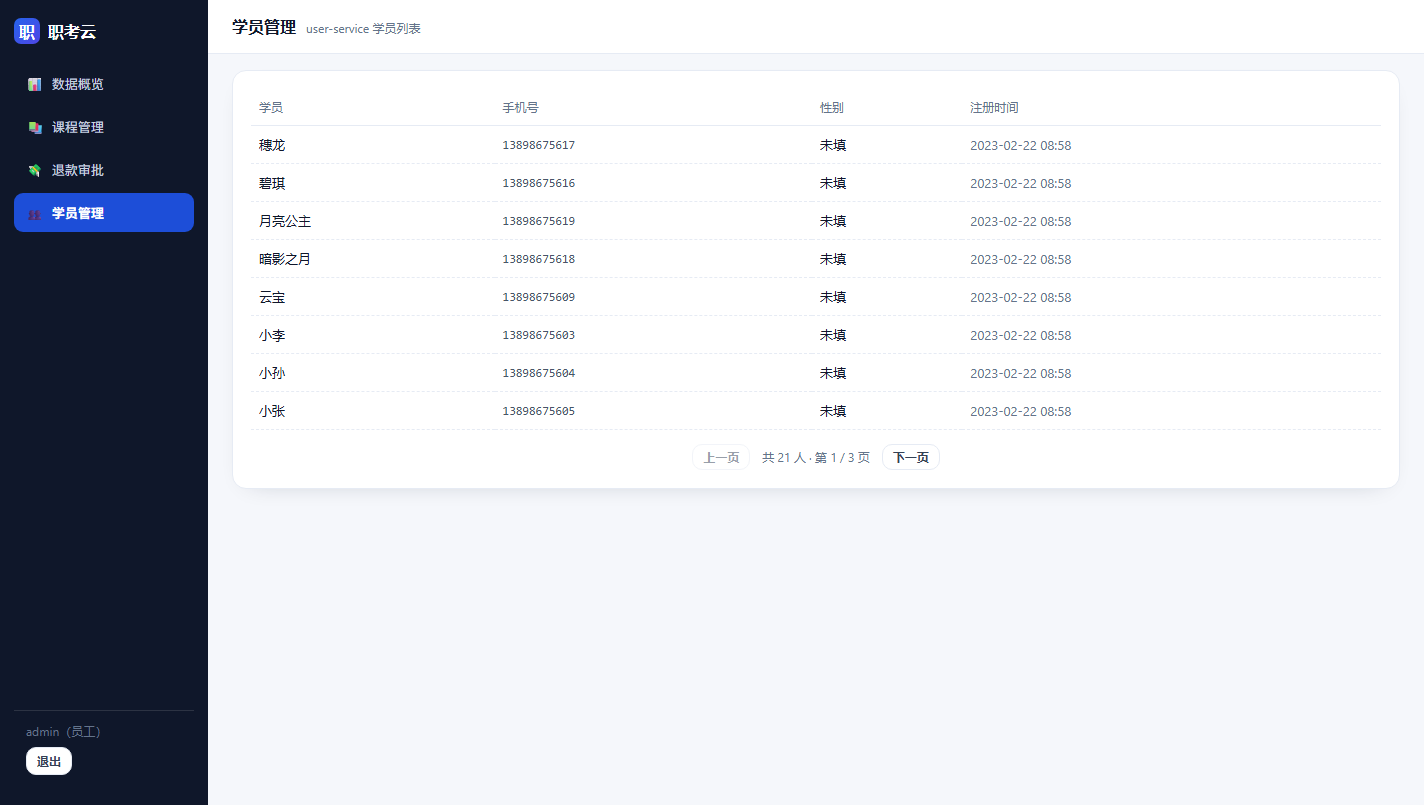 职 职考云
数据概览
课程管理
退款审批
学员管理
admin（员工）
退出
学员管理 user-service 学员列表
学员 手机号 性别 注册时间
穗龙 13898675617 未填 2023-02-22 08:58
碧琪 13898675616 未填 2023-02-22 08:58
月亮公主 13898675619 未填 2023-02-22 08:58
暗影之月 13898675618 未填 2023-02-22 08:58
云宝 13898675609 未填 2023-02-22 08:58
小李 13898675603 未填 2023-02-22 08:58
小孙 13898675604 未填 2023-02-22 08:58
小张 13898675605 未填 2023-02-22 08:58
上一页 共 21 人 · 第 1 / 3 页 下一页